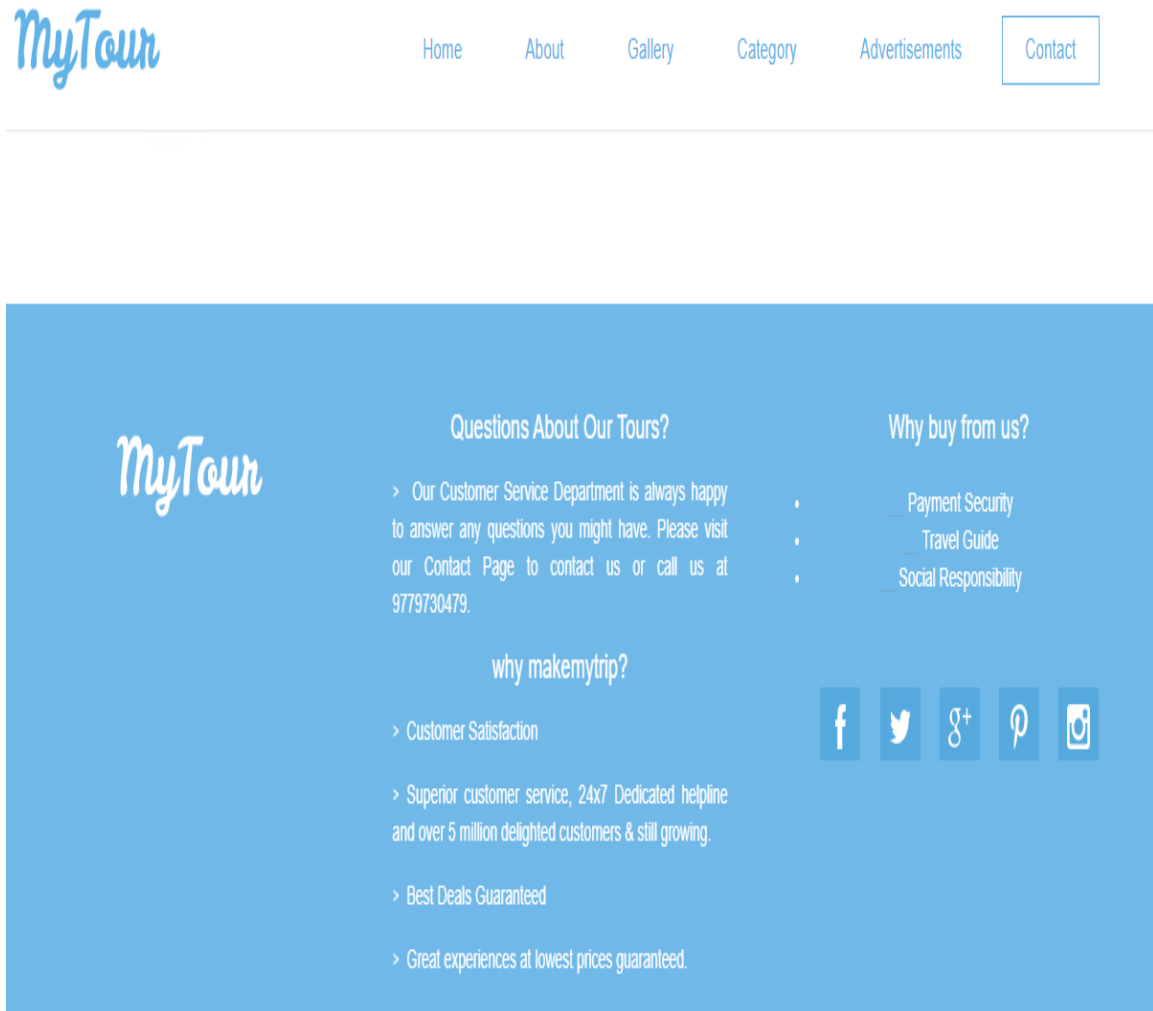 MyTour
Home About Gallery Category Advertisements Contact
MyTour
Questions About Our Tours?
> Our Customer Service Department is always happy
to answer any questions you might have. Please visit
our Contact Page to contact us or call us at
9779730479.
why makemytrip?
> Customer Satisfaction
> Superior customer service, 24x7 Dedicated helpline
and over 5 million delighted customers & still growing.
> Best Deals Guaranteed
> Great experiences at lowest prices guaranteed.
Why buy from us?
• __ Payment Security
• __ Travel Guide
• __ Social Responsibility
f g+